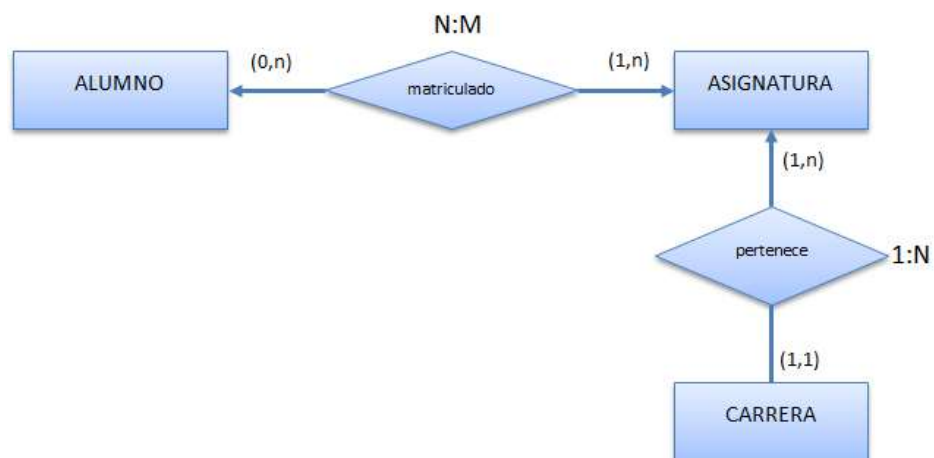 N:M
ALUMNO
(0,n)
matriculado
(1,n)
ASIGNATURA
(1,n)
pertenece
1:N
(1,1)
CARRERA